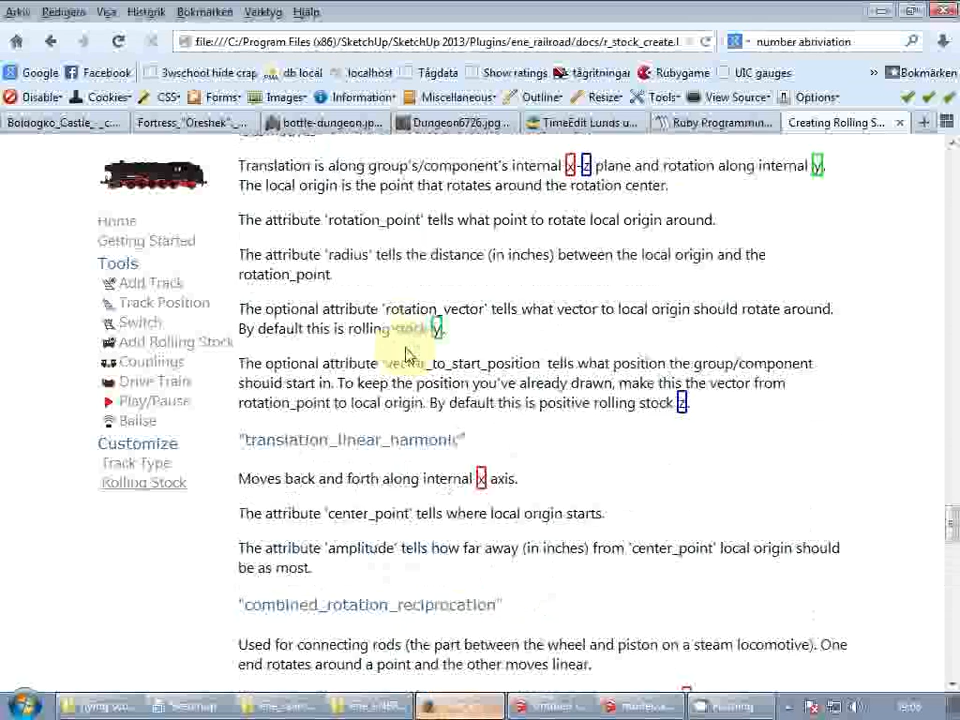 Arkiv Redigera Visa Historik Bokmärken Verktyg Hjälp
file:///C:/Program Files (x86)/SketchUp/SketchUp 2013/Plugins/ene_railroad/docs/r_stock_create.l
number abriviation
Google Facebook 3wschool hide crap db local localhost Tågdata Show ratings tågritningar Rubygame UIC gauges » Bokmärken
Disable Cookies CSS Forms Images Information Miscellaneous Outline Resize Tools View Source Options
Dungeon6726.jpg ... TimeEdit Lunds u... Ruby Programmin... Creating Rolling S...
Translation is along group's/component's internal x-z plane and rotation along internal y.
The local origin is the point that rotates around the rotation center.
The attribute 'rotation_point' tells what point to rotate local origin around.
The attribute 'radius' tells the distance (in inches) between the local origin and the
rotation_point.
The optional attribute 'rotation_vector' tells what vector to local origin should rotate around.
By default this is rolling stock y.
The optional attribute 'vector_to_start_position' tells what position the group/component
should start in. To keep the position you've already drawn, make this the vector from
rotation_point to local origin. By default this is positive rolling stock z.
"translation_linear_harmonic"
Moves back and forth along internal x axis.
The attribute 'center_point' tells where local origin starts.
The attribute 'amplitude' tells how far away (in inches) from 'center_point' local origin should
be as most.
"combined_rotation_reciprocation"
Used for connecting rods (the part between the wheel and piston on a steam locomotive). One
end rotates around a point and the other moves linear.
Home
Getting Started
Tools
Add Track
Track Position
Switch
Add Rolling Stock
Couplings
Drive Train
Play/Pause
Balise
Customize
Track Type
Rolling Stock